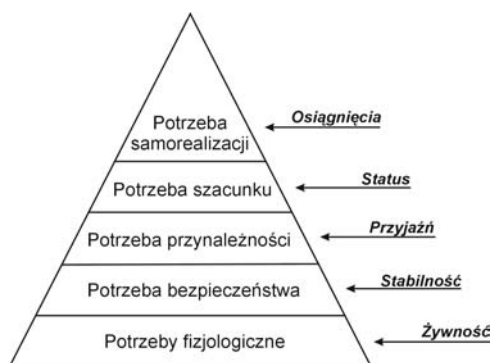 Potrzeba
samorealizacji
Osiągnięcia
Potrzeba szacunku
Status
Potrzeba przynależności
Przyjaźń
Potrzeba bezpieczeństwa
Stabilność
Potrzeby fizjologiczne
Żywność